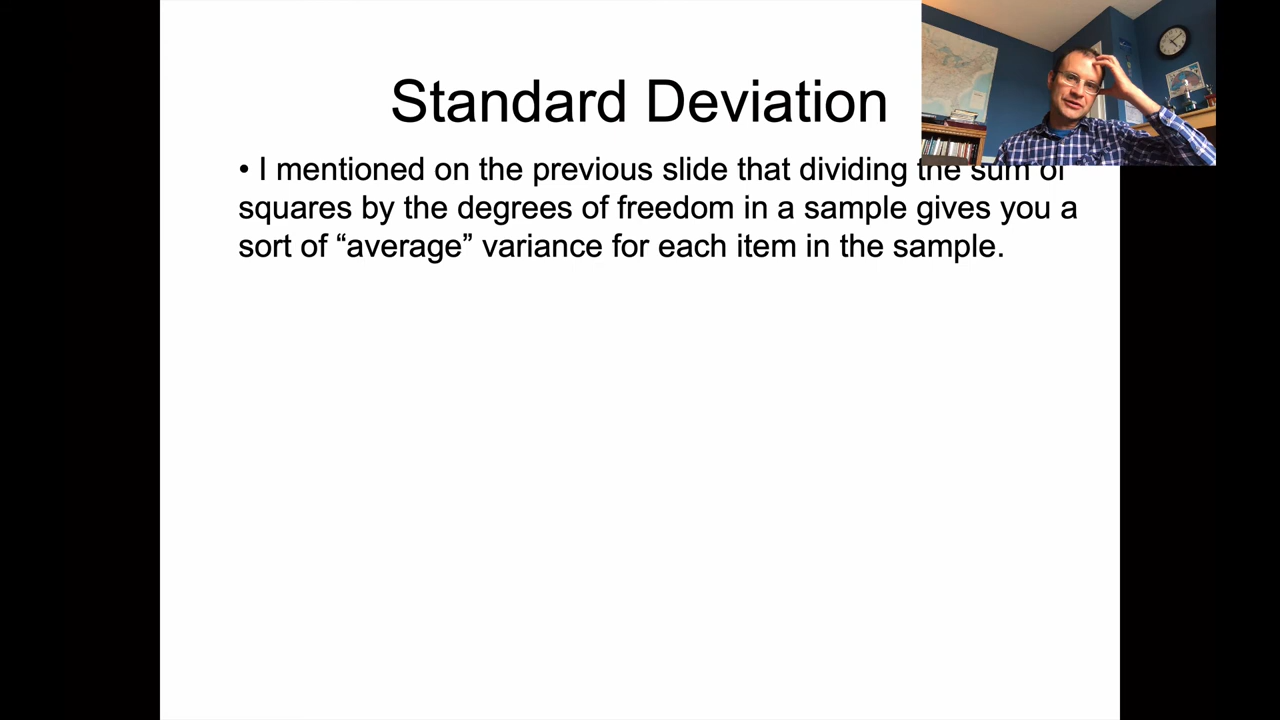 Standard Deviation
• I mentioned on the previous slide that dividing the sum of
squares by the degrees of freedom in a sample gives you a
sort of “average” variance for each item in the sample.